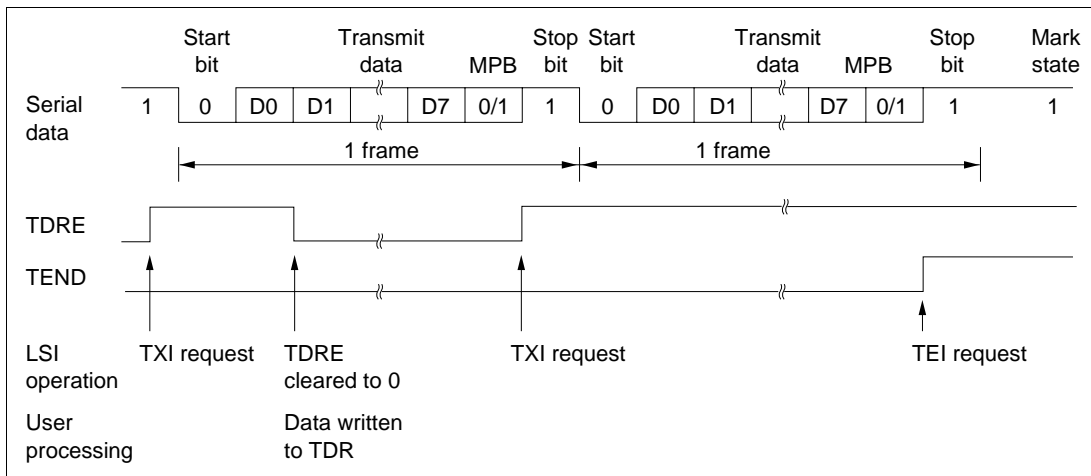 Start bit Transmit data MPB Stop bit Start bit Transmit data MPB Stop bit Mark state
Serial data 1 0 D0 D1 D7 0/1 1 0 D0 D1 D7 0/1 1 1
1 frame 1 frame
TDRE
TEND
LSI operation TXI request TDRE cleared to 0 TXI request TEI request
User processing Data written to TDR